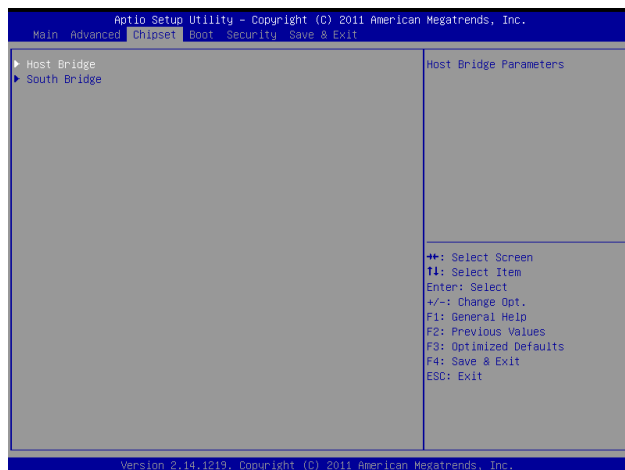 Aptio Setup Utility – Copyright (C) 2011 American Megatrends, Inc.
Main Advanced Chipset Boot Security Save & Exit
Host Bridge
South Bridge
Host Bridge Parameters
→←: Select Screen
↑↓: Select Item
Enter: Select
+/-: Change Opt.
F1: General Help
F2: Previous Values
F3: Optimized Defaults
F4: Save & Exit
ESC: Exit
Version 2.14.1219. Copyright (C) 2011 American Megatrends, Inc.